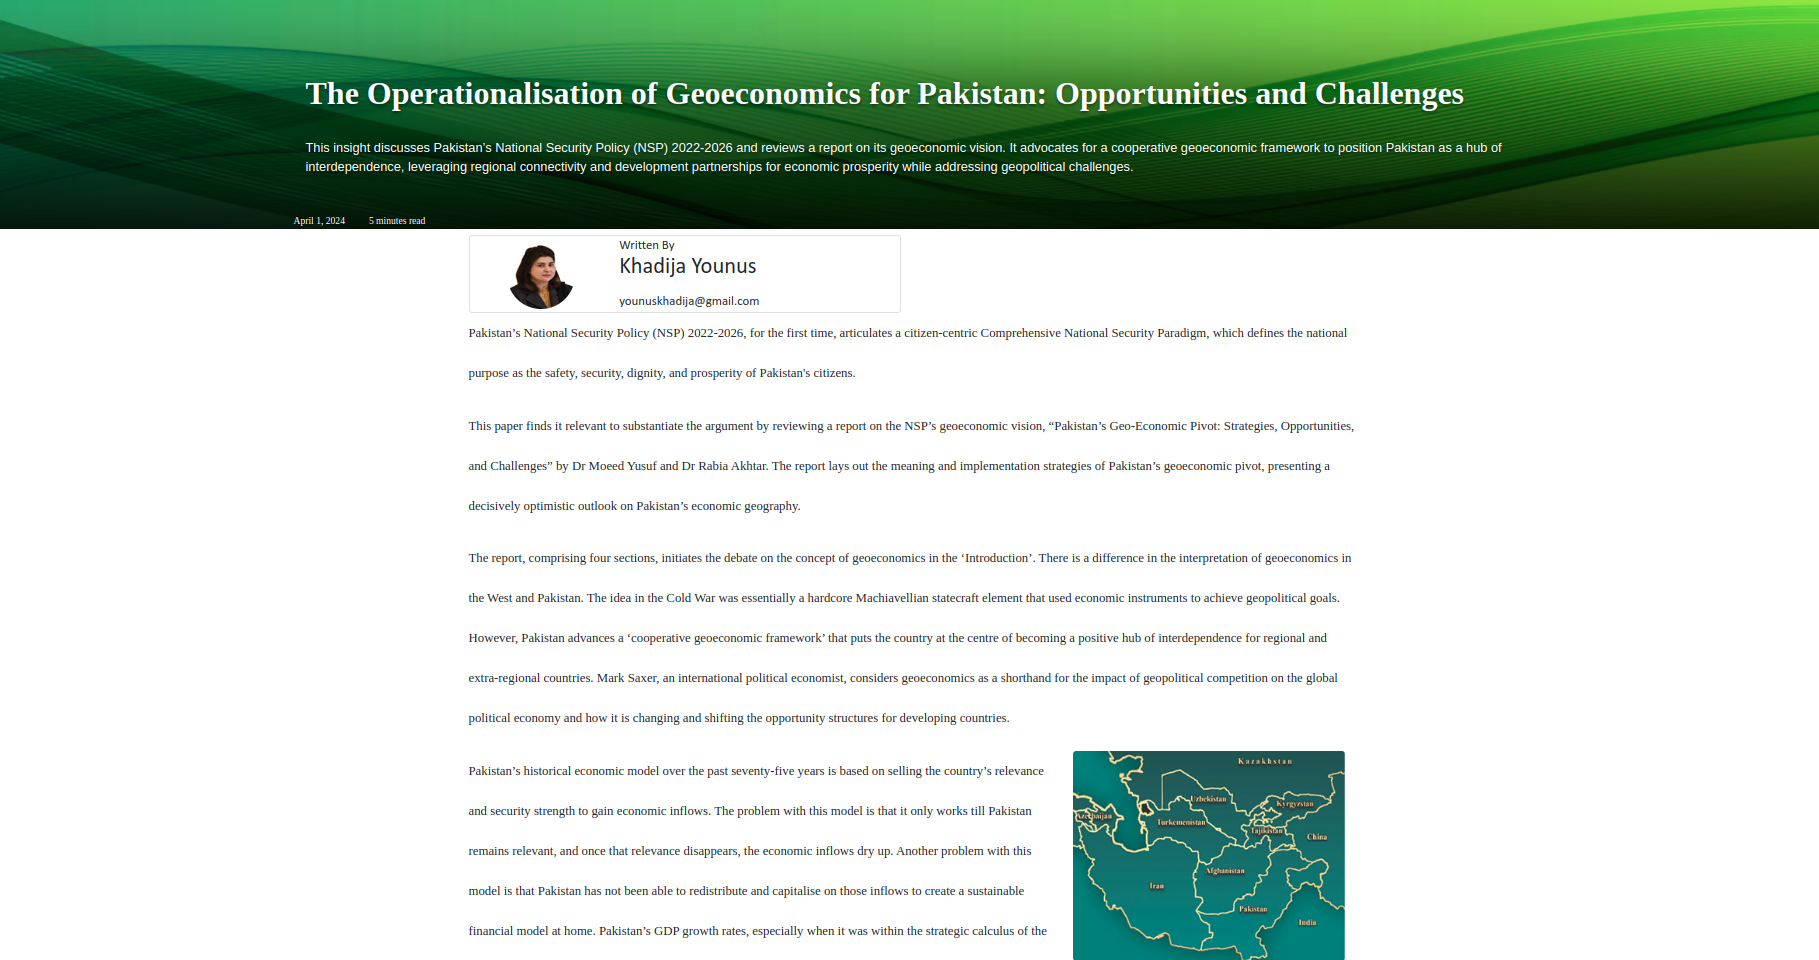 The Operationalisation of Geoeconomics for Pakistan: Opportunities and Challenges
This insight discusses Pakistan’s National Security Policy (NSP) 2022-2026 and reviews a report on its geoeconomic vision. It advocates for a cooperative geoeconomic framework to position Pakistan as a hub of
interdependence, leveraging regional connectivity and development partnerships for economic prosperity while addressing geopolitical challenges.
April 1, 2024 5 minutes read
Written By
Khadija Younus
younuskhadija@gmail.com
Pakistan’s National Security Policy (NSP) 2022-2026, for the first time, articulates a citizen-centric Comprehensive National Security Paradigm, which defines the national
purpose as the safety, security, dignity, and prosperity of Pakistan's citizens.
This paper finds it relevant to substantiate the argument by reviewing a report on the NSP’s geoeconomic vision, “Pakistan’s Geo-Economic Pivot: Strategies, Opportunities,
and Challenges” by Dr Moeed Yusuf and Dr Rabia Akhtar. The report lays out the meaning and implementation strategies of Pakistan’s geoeconomic pivot, presenting a
decisively optimistic outlook on Pakistan’s economic geography.
The report, comprising four sections, initiates the debate on the concept of geoeconomics in the ‘Introduction’. There is a difference in the interpretation of geoeconomics in
the West and Pakistan. The idea in the Cold War was essentially a hardcore Machiavellian statecraft element that used economic instruments to achieve geopolitical goals.
However, Pakistan advances a ‘cooperative geoeconomic framework’ that puts the country at the centre of becoming a positive hub of interdependence for regional and
extra-regional countries. Mark Saxer, an international political economist, considers geoeconomics as a shorthand for the impact of geopolitical competition on the global
political economy and how it is changing and shifting the opportunity structures for developing countries.
Pakistan’s historical economic model over the past seventy-five years is based on selling the country’s relevance
and security strength to gain economic inflows. The problem with this model is that it only works till Pakistan
remains relevant, and once that relevance disappears, the economic inflows dry up. Another problem with this
model is that Pakistan has not been able to redistribute and capitalise on those inflows to create a sustainable
financial model at home. Pakistan’s GDP growth rates, especially when it was within the strategic calculus of the
Kazakhstan
Uzbekistan
Kyrgyzstan
Azerbaijan
Turkemenistan
Tajikistan
China
Afghanistan
Iran
Pakistan
India